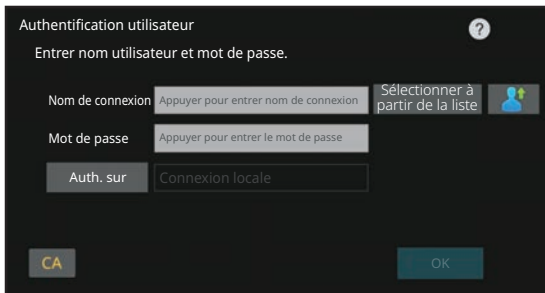 Authentification utilisateur
?
Entrer nom utilisateur et mot de passe.
Nom de connexion Appuyer pour entrer nom de connexion Sélectionner à
partir de la liste
Mot de passe Appuyer pour entrer le mot de passe
Auth. sur Connexion locale
CA OK